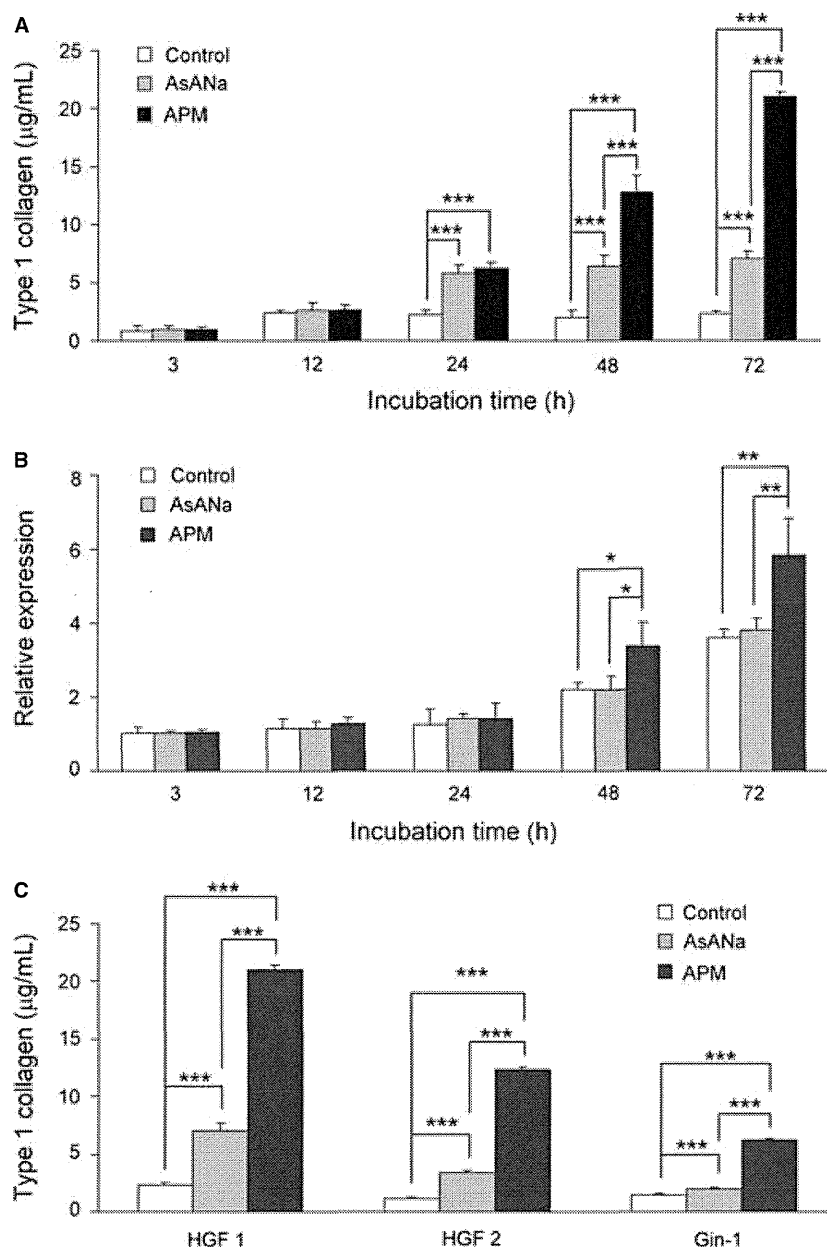 A
Type 1 collagen (µg/mL)
25
20
15
10
5
0
Control
AsANa
APM
***
***
***
***
***
***
***
***
3
12
24
48
72
Incubation time (h)
B
Relative expression
8
6
4
2
0
Control
AsANa
APM
*
*
**
**
3
12
24
48
72
Incubation time (h)
C
Type 1 collagen (µg/mL)
25
20
15
10
5
0
Control
AsANa
APM
***
***
***
***
***
***
***
***
***
HGF 1
HGF 2
Gin-1